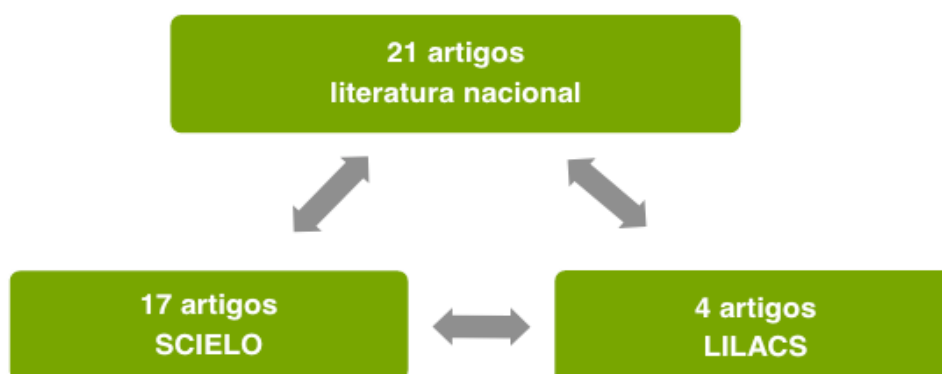 21 artigos
literatura nacional
17 artigos
SCIELO
4 artigos
LILACS